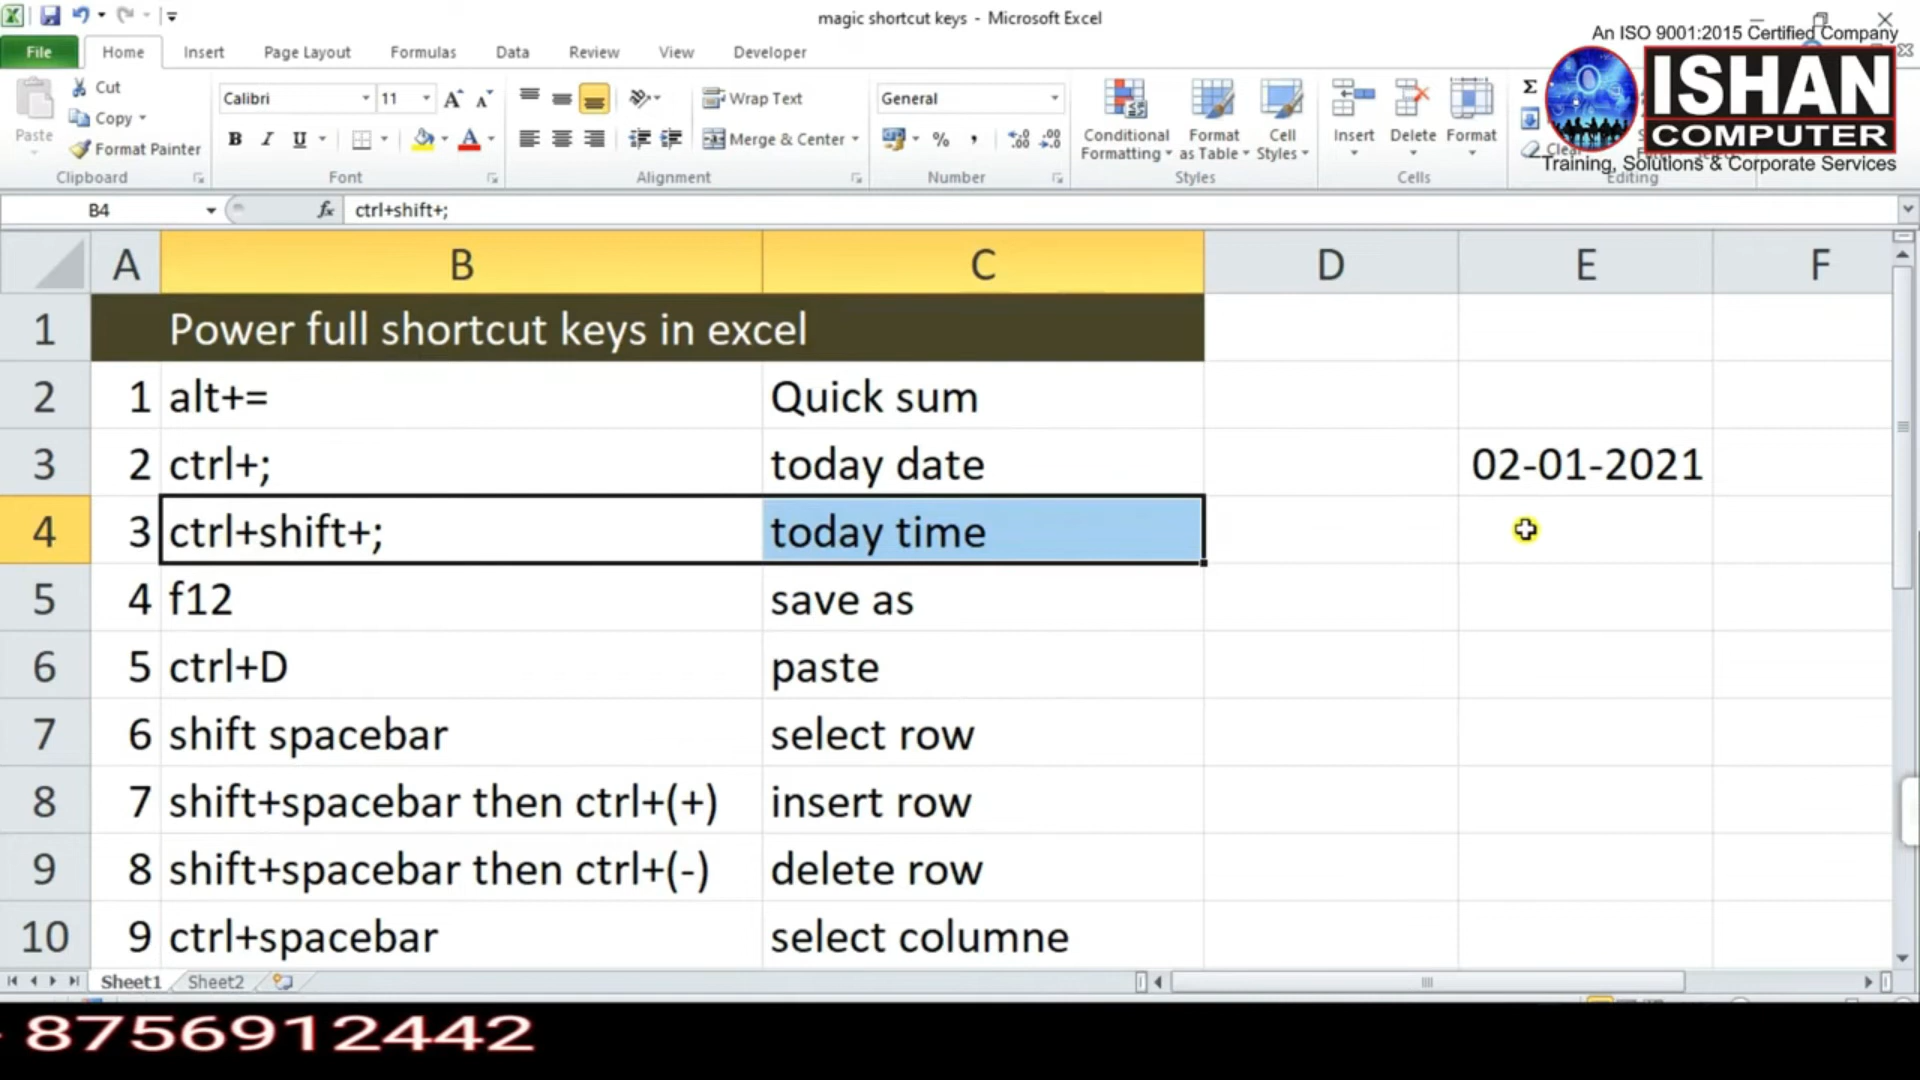 magic shortcut keys - Microsoft Excel
An ISO 9001:2015 Certified Company
ISHAN
COMPUTER
Training, Solutions & Corporate Services
File Home Insert Page Layout Formulas Data Review View Developer
Paste
Cut
Copy
Format Painter
Clipboard
Calibri 11
B I U
Font
Wrap Text
Merge & Center
Alignment
General
% ,
Number
Conditional Formatting
Format as Table
Cell Styles
Styles
Insert Delete Format
Cells
Σ
Clear
Editing
B4 fx ctrl+shift+;
A B C D E F
1 Power full shortcut keys in excel
2 1 alt+= Quick sum
3 2 ctrl+; today date 02-01-2021
4 3 ctrl+shift+; today time
5 4 f12 save as
6 5 ctrl+D paste
7 6 shift spacebar select row
8 7 shift+spacebar then ctrl+(+) insert row
9 8 shift+spacebar then ctrl+(-) delete row
10 9 ctrl+spacebar select columne
Sheet1 Sheet2
- 8756912442